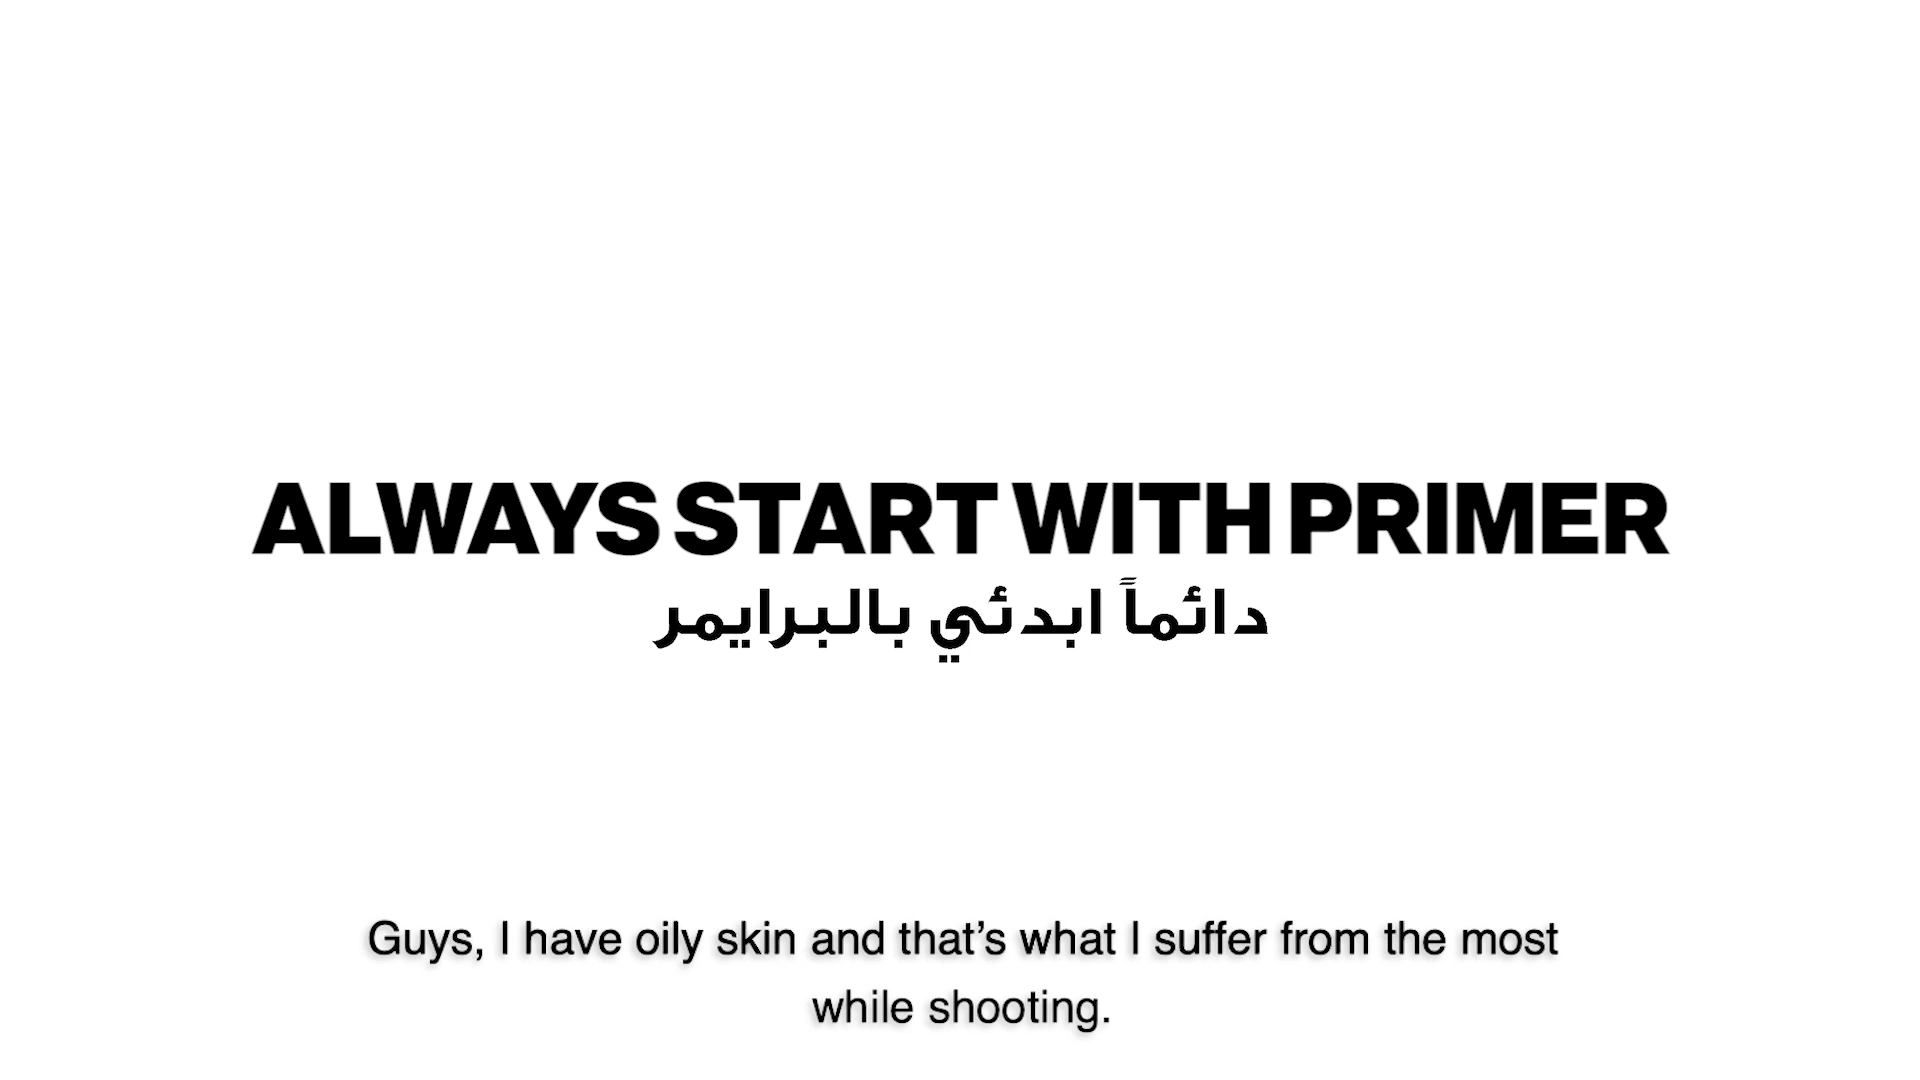 ALWAYS START WITH PRIMER
دائماً ابدئي بالبرايمر
Guys, I have oily skin and that’s what I suffer from the most
while shooting.